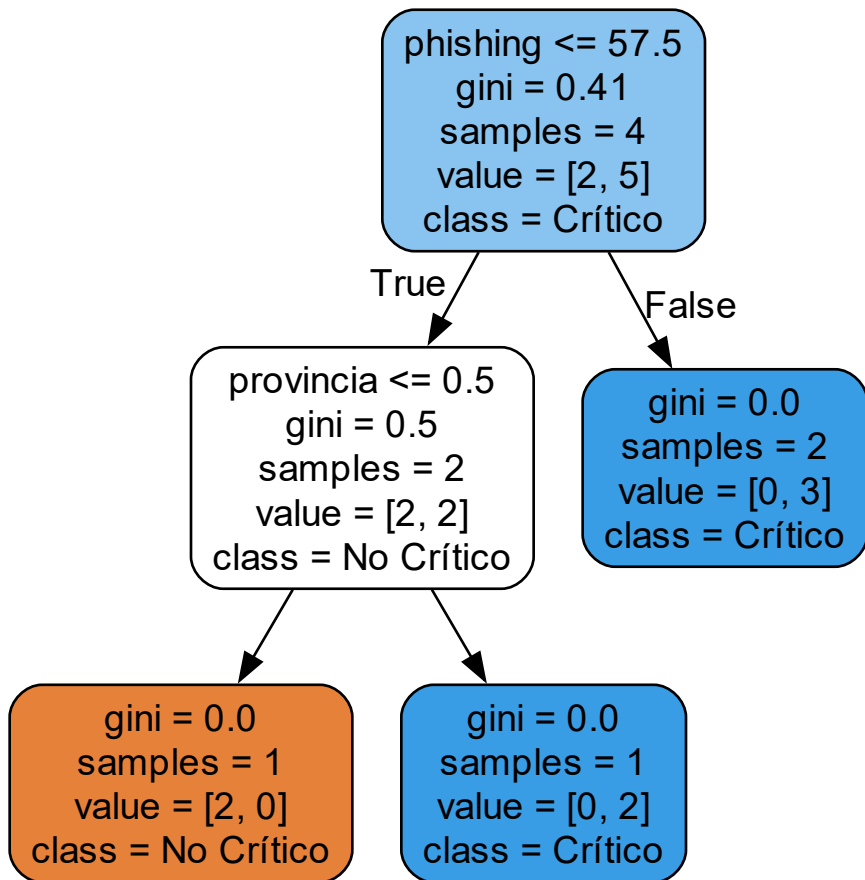 phishing <= 57.5
gini = 0.41
samples = 4
value = [2, 5]
class = Crítico
True
False
provincia <= 0.5
gini = 0.5
samples = 2
value = [2, 2]
class = No Crítico
gini = 0.0
samples = 2
value = [0, 3]
class = Crítico
gini = 0.0
samples = 1
value = [2, 0]
class = No Crítico
gini = 0.0
samples = 1
value = [0, 2]
class = Crítico